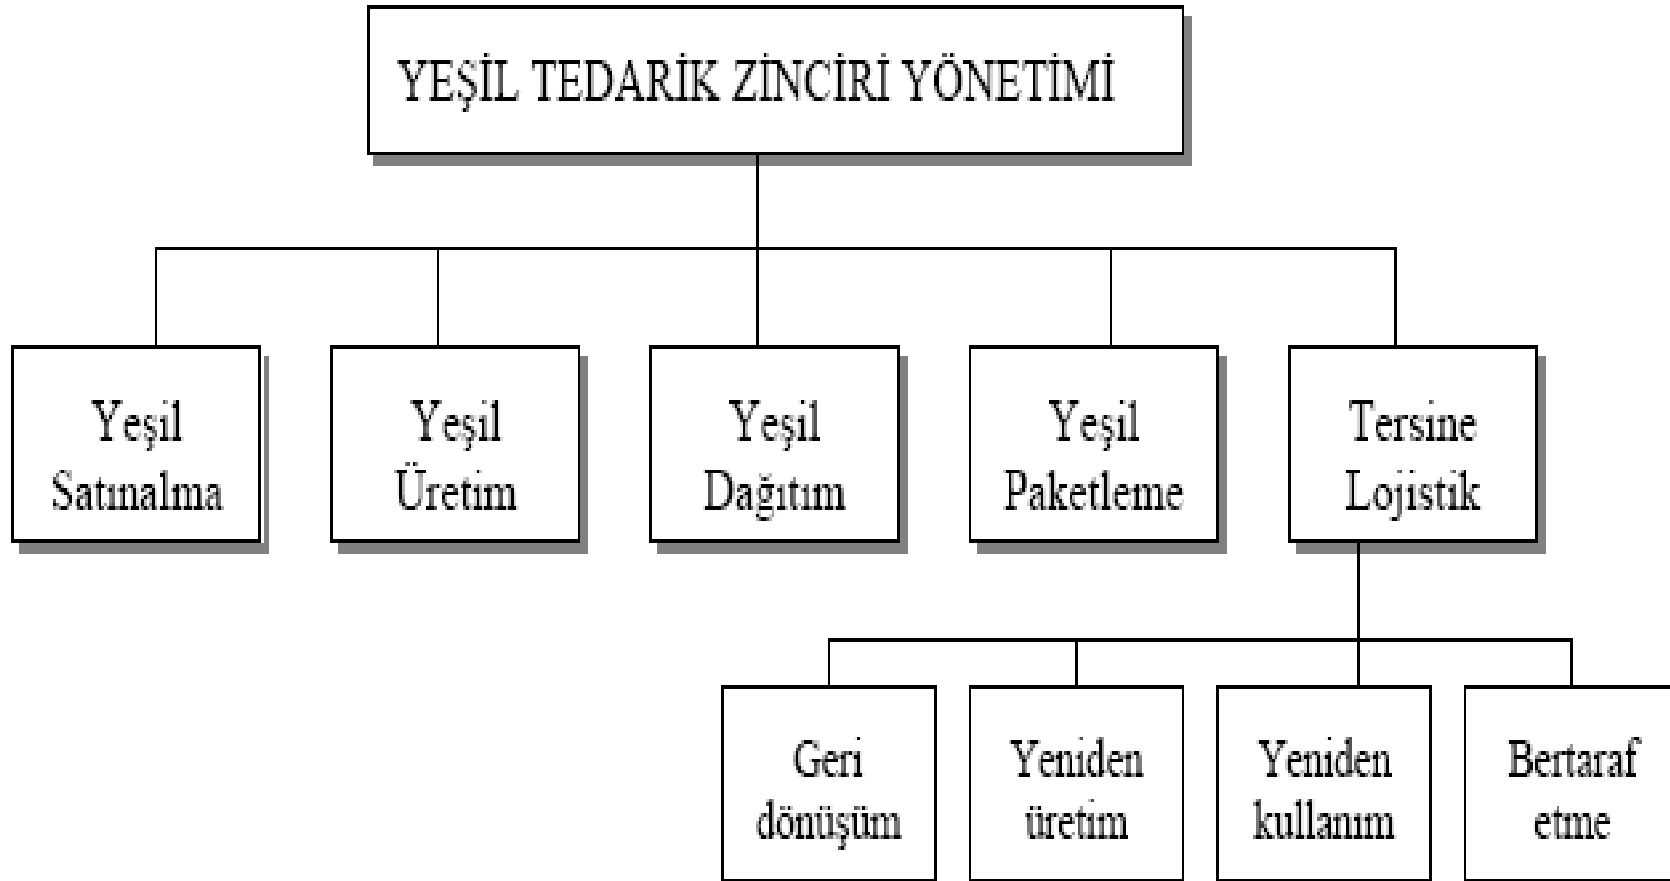 YEŞİL TEDARİK ZİNCİRİ YÖNETİMİ
Yeşil
Satınalma
Yeşil
Üretim
Yeşil
Dağıtım
Yeşil
Paketleme
Tersine
Lojistik
Geri
dönüşüm
Yeniden
üretim
Yeniden
kullanım
Bertaraf
etme